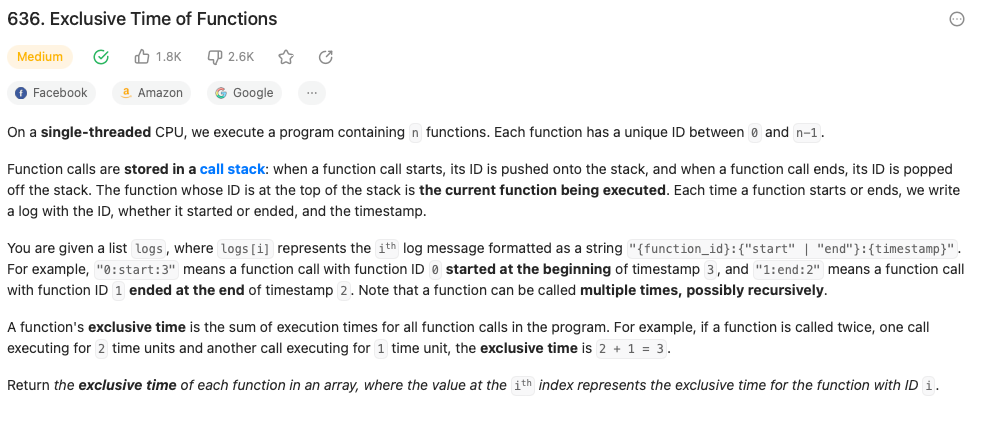 636. Exclusive Time of Functions
Medium 1.8K 2.6K
Facebook Amazon Google ...
On a single-threaded CPU, we execute a program containing n functions. Each function has a unique ID between 0 and n-1.
Function calls are stored in a call stack: when a function call starts, its ID is pushed onto the stack, and when a function call ends, its ID is popped
off the stack. The function whose ID is at the top of the stack is the current function being executed. Each time a function starts or ends, we write
a log with the ID, whether it started or ended, and the timestamp.
You are given a list logs, where logs[i] represents the ith log message formatted as a string "{function_id}:{"start" | "end"}:{timestamp}".
For example, "0:start:3" means a function call with function ID 0 started at the beginning of timestamp 3, and "1:end:2" means a function call
with function ID 1 ended at the end of timestamp 2. Note that a function can be called multiple times, possibly recursively.
A function's exclusive time is the sum of execution times for all function calls in the program. For example, if a function is called twice, one call
executing for 2 time units and another call executing for 1 time unit, the exclusive time is 2 + 1 = 3.
Return the exclusive time of each function in an array, where the value at the ith index represents the exclusive time for the function with ID i.